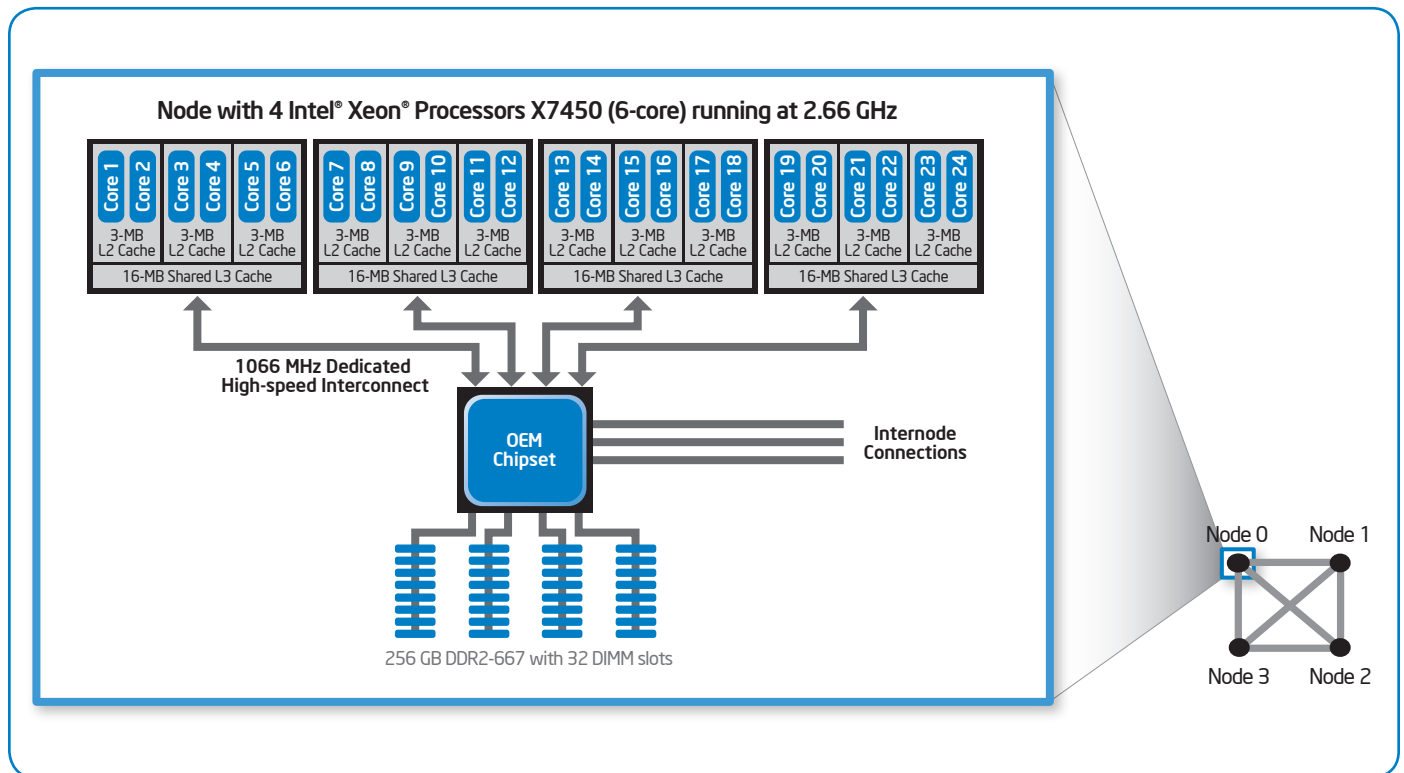 Node with 4 Intel® Xeon® Processors X7450 (6-core) running at 2.66 GHz
Core 1
Core 2
Core 3
Core 4
Core 5
Core 6
3-MB
L2 Cache
3-MB
L2 Cache
3-MB
L2 Cache
16-MB Shared L3 Cache
Core 7
Core 8
Core 9
Core 10
Core 11
Core 12
3-MB
L2 Cache
3-MB
L2 Cache
3-MB
L2 Cache
16-MB Shared L3 Cache
Core 13
Core 14
Core 15
Core 16
Core 17
Core 18
3-MB
L2 Cache
3-MB
L2 Cache
3-MB
L2 Cache
16-MB Shared L3 Cache
Core 19
Core 20
Core 21
Core 22
Core 23
Core 24
3-MB
L2 Cache
3-MB
L2 Cache
3-MB
L2 Cache
16-MB Shared L3 Cache
1066 MHz Dedicated
High-speed Interconnect
OEM
Chipset
Internode
Connections
256 GB DDR2-667 with 32 DIMM slots
Node 0
Node 1
Node 3
Node 2